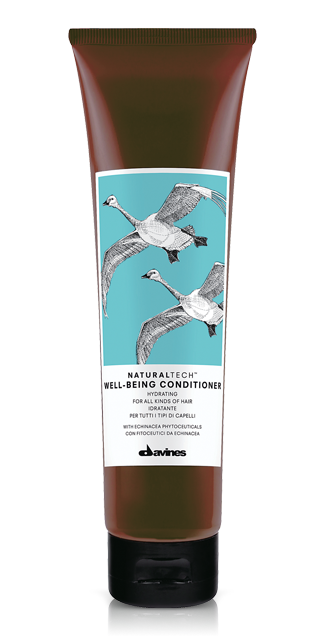 NATURALTECH™
WELL-BEING CONDITIONER
HYDRATING
FOR ALL KINDS OF HAIR
IDRATANTE
PER TUTTI I TIPI DI CAPELLI
WITH ECHINACEA PHYTOCEUTICALS
CON FITOCEUTICI DA ECHINACEA
davines